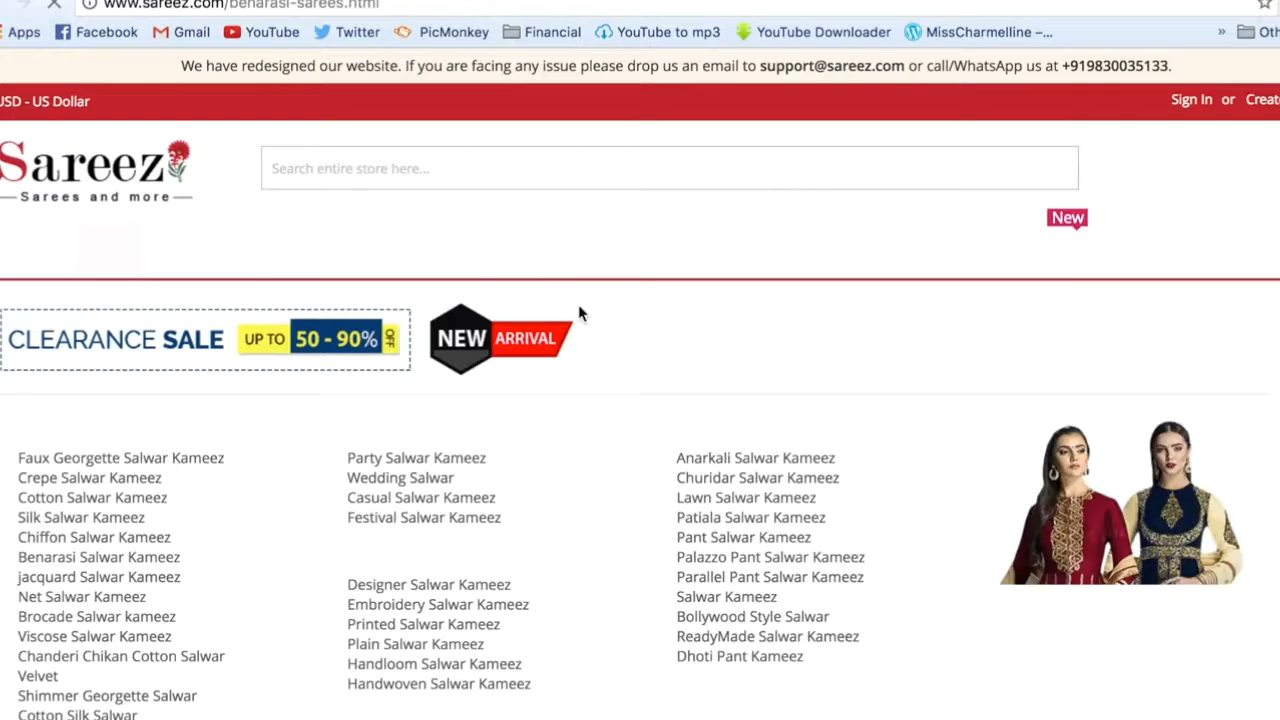 www.sareez.com/benarasi-sarees.html
Apps Facebook Gmail YouTube Twitter PicMonkey Financial YouTube to mp3 YouTube Downloader MissCharmelline –... »
We have redesigned our website. If you are facing any issue please drop us an email to support@sareez.com or call/WhatsApp us at +919830035133.
USD - US Dollar
Sign In or
Sareez
Sarees and more
Search entire store here...
New
CLEARANCE SALE UP TO 50 - 90% OFF
NEW ARRIVAL
Faux Georgette Salwar Kameez
Crepe Salwar Kameez
Cotton Salwar Kameez
Silk Salwar Kameez
Chiffon Salwar Kameez
Benarasi Salwar Kameez
jacquard Salwar Kameez
Net Salwar Kameez
Brocade Salwar kameez
Viscose Salwar Kameez
Chanderi Chikan Cotton Salwar
Velvet
Shimmer Georgette Salwar
Cotton Silk Salwar
Party Salwar Kameez
Wedding Salwar
Casual Salwar Kameez
Festival Salwar Kameez
Designer Salwar Kameez
Embroidery Salwar Kameez
Printed Salwar Kameez
Plain Salwar Kameez
Handloom Salwar Kameez
Handwoven Salwar Kameez
Anarkali Salwar Kameez
Churidar Salwar Kameez
Lawn Salwar Kameez
Patiala Salwar Kameez
Pant Salwar Kameez
Palazzo Pant Salwar Kameez
Parallel Pant Salwar Kameez
Salwar Kameez
Bollywood Style Salwar
ReadyMade Salwar Kameez
Dhoti Pant Kameez